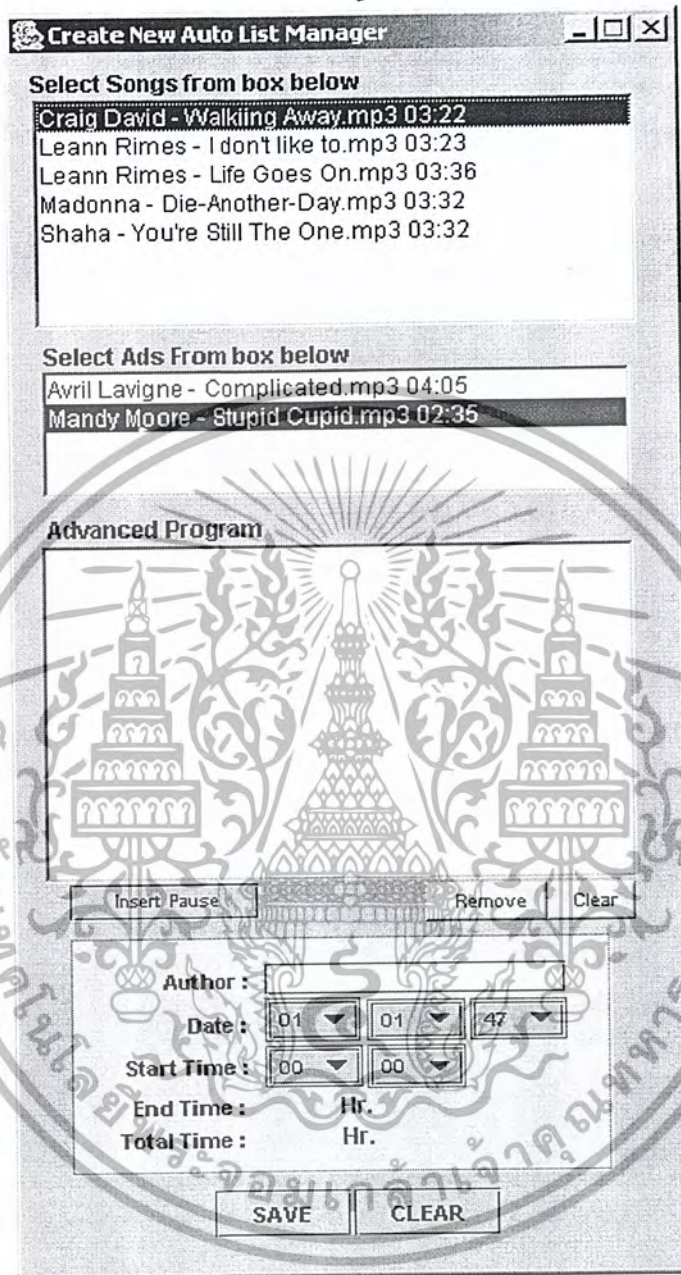 Create New Auto List Manager
Select Songs from box below
Craig David - Walkiing Away.mp3 03:22
Leann Rimes - I don't like to.mp3 03:23
Leann Rimes - Life Goes On.mp3 03:36
Madonna - Die-Another-Day.mp3 03:32
Shaha - You're Still The One.mp3 03:32
Select Ads From box below
Avril Lavigne - Complicated.mp3 04:05
Mandy Moore - Stupid Cupid.mp3 02:35
Advanced Program
Insert Pause Remove Clear
Author :
Date : 01 01 47
Start Time : 00 00
End Time : Hr.
Total Time : Hr.
SAVE CLEAR